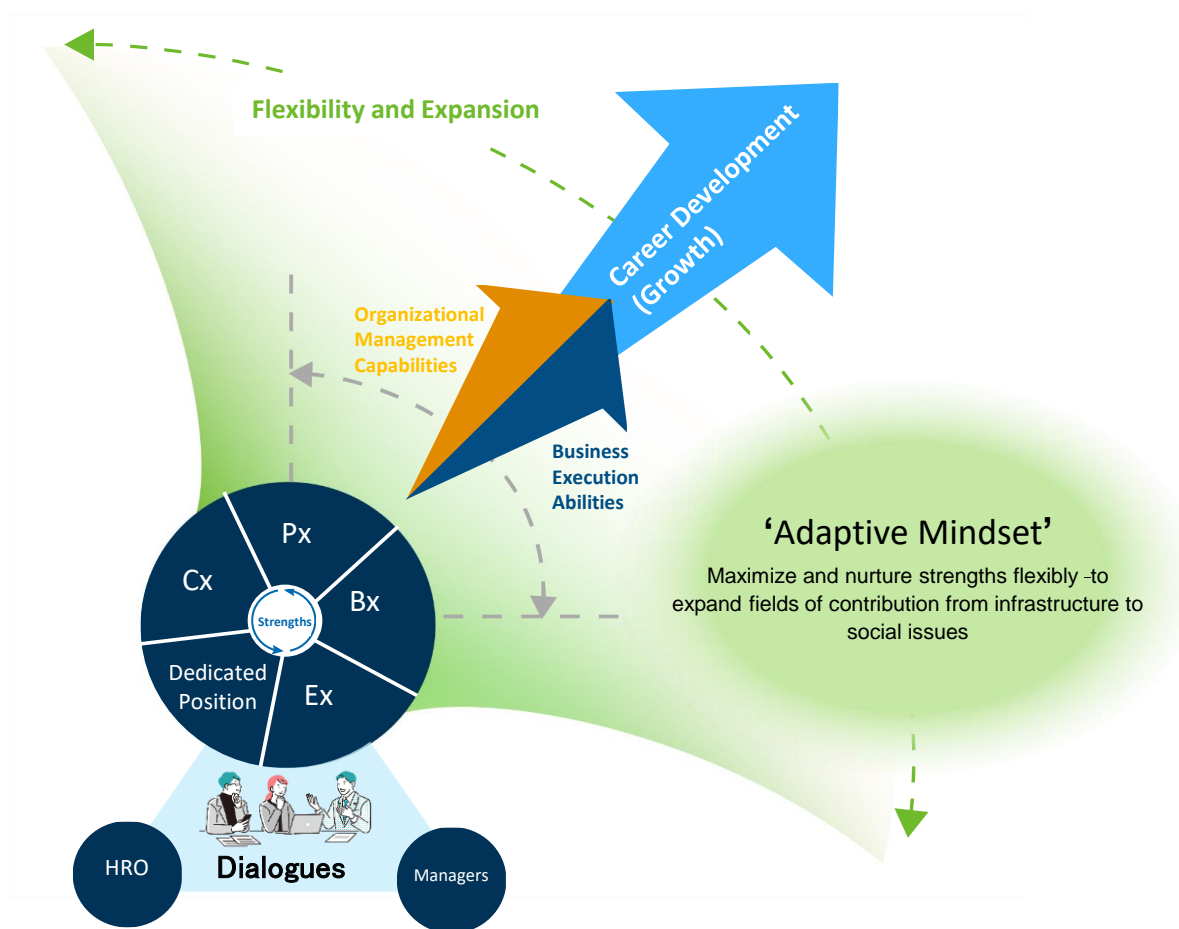 Flexibility and Expansion
Career Development
(Growth)
Organizational
Management
Capabilities
Business
Execution
Abilities
‘Adaptive Mindset’
Maximize and nurture strengths flexibly -to
expand fields of contribution from infrastructure to
social issues
Px
Cx
Bx
Strengths
Dedicated
Position
Ex
HRO
Dialogues
Managers